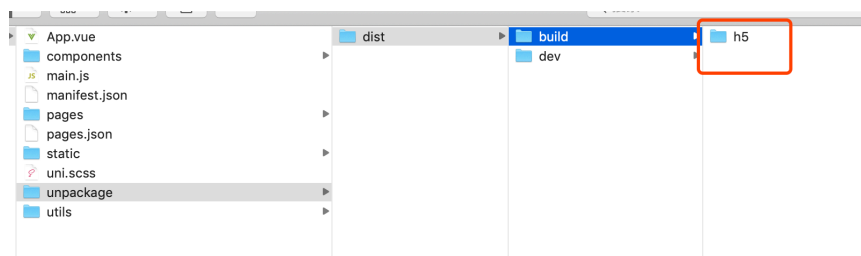 App.vue
components
main.js
manifest.json
pages
pages.json
static
uni.scss
unpackage
utils
dist
build
dev
h5